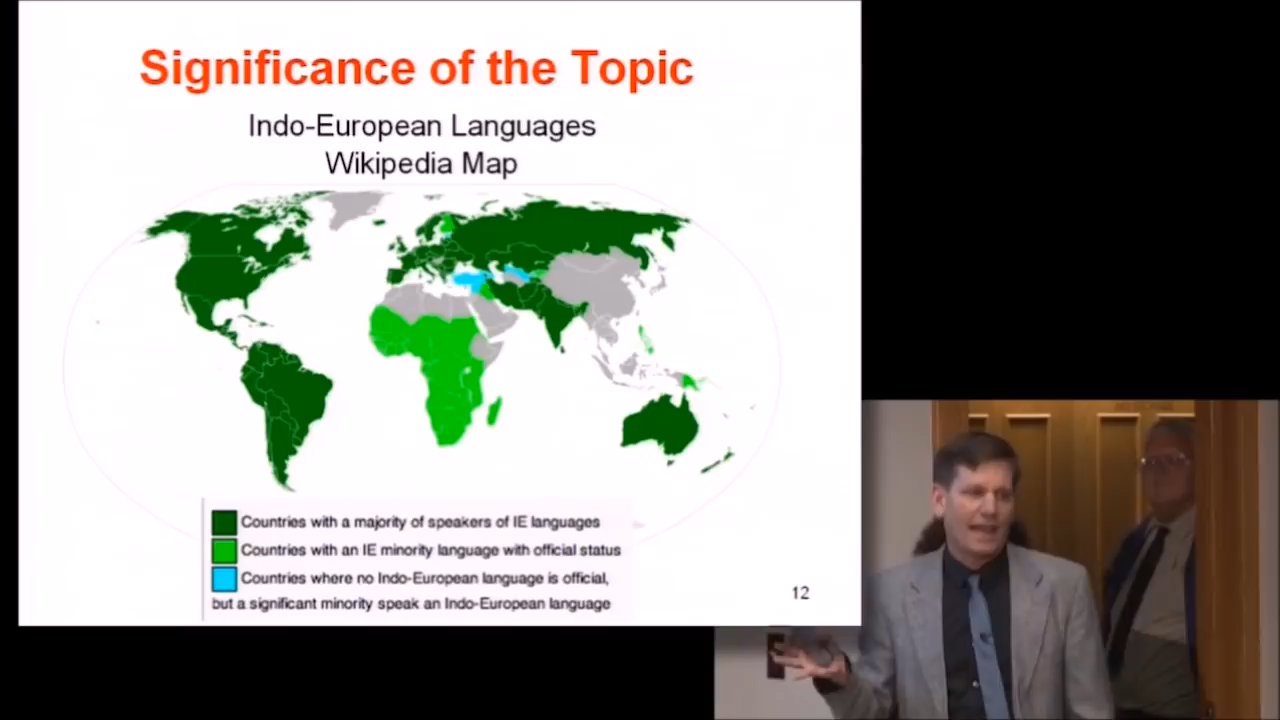 Significance of the Topic
Indo-European Languages
Wikipedia Map
Countries with a majority of speakers of IE languages
Countries with an IE minority language with official status
Countries where no Indo-European language is official,
but a significant minority speak an Indo-European language
12